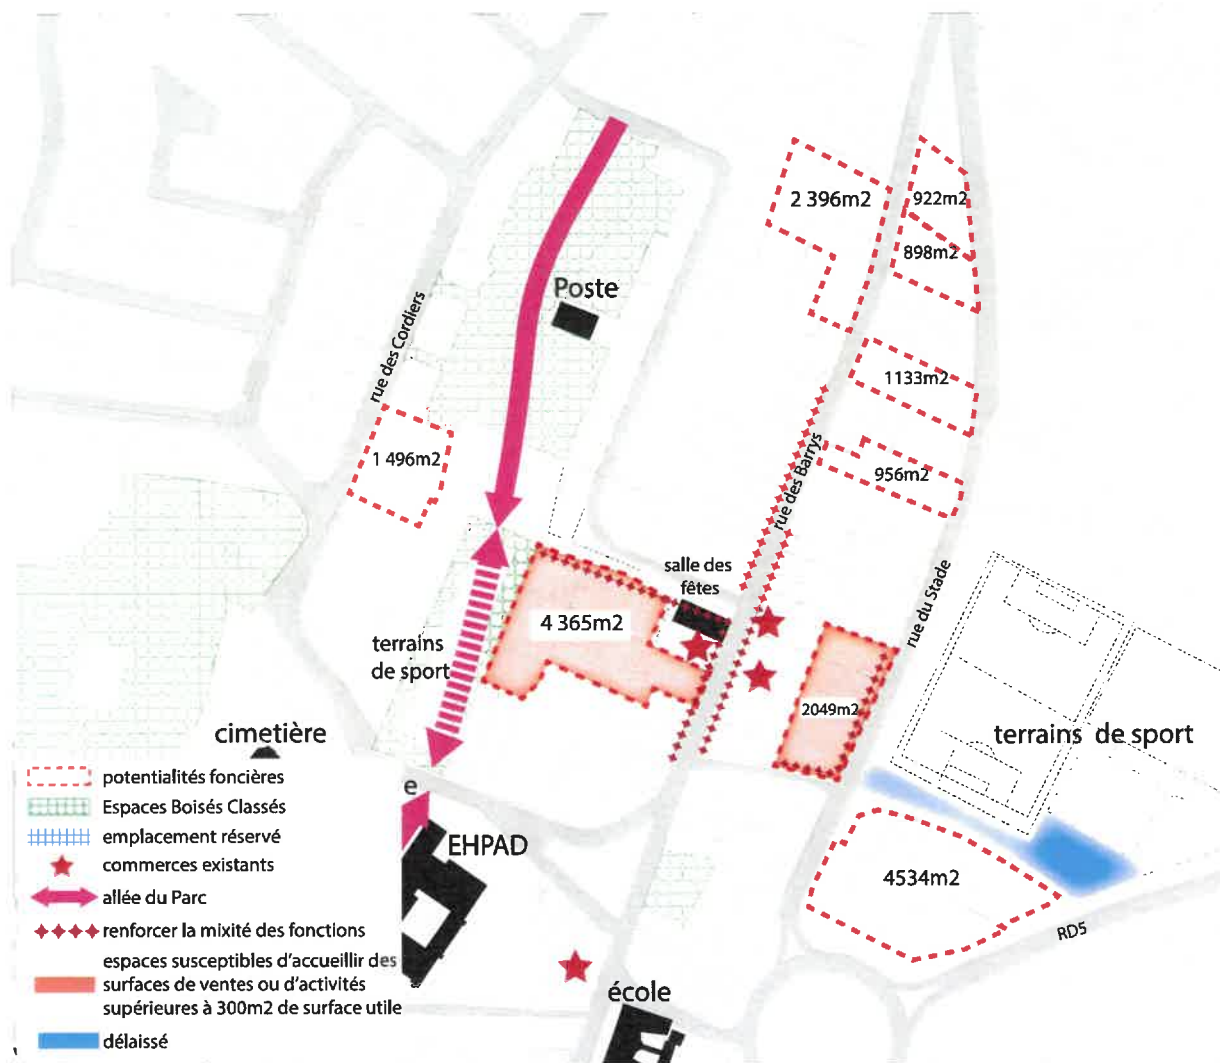 2 396m2
922m2
898m2
Poste
rue des Cordiers
1133m2
1 496m2
rue des Barrys
956m2
salle des
fêtes
rue du Stade
4 365m2
terrains
de sport
2049m2
cimetière
terrains de sport
potentialités foncières
e
Espaces Boisés Classés
emplacement réservé
EHPAD
commerces existants
4534m2
allée du Parc
renforcer la mixité des fonctions
RD5
espaces susceptibles d'accueillir des
surfaces de ventes ou d'activités
supérieures à 300m2 de surface utile
école
délaissé